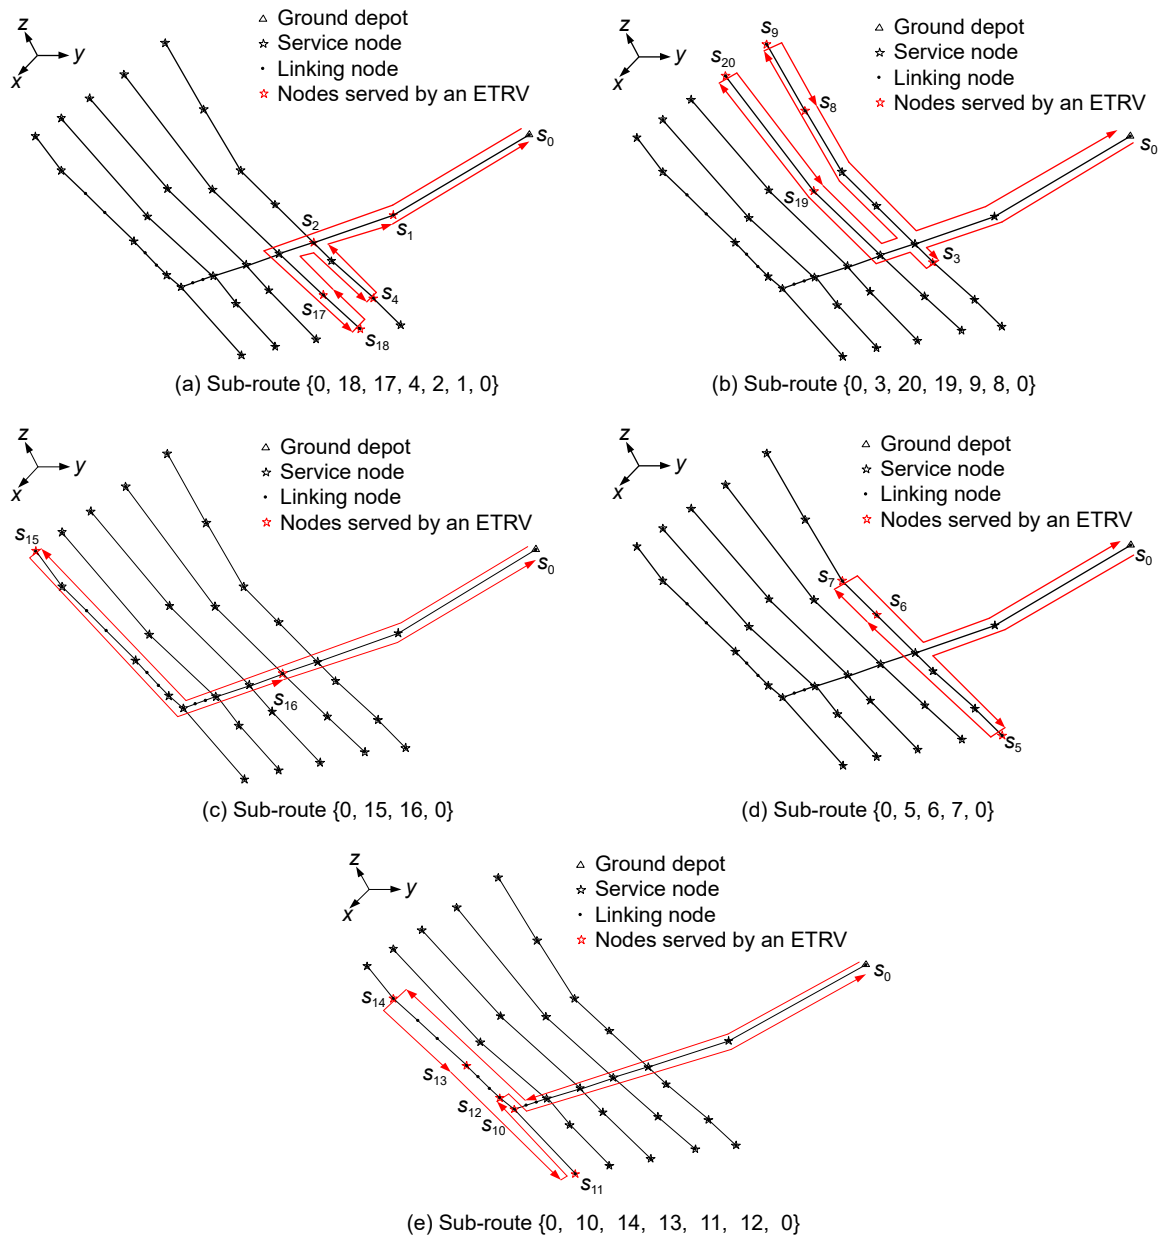 z
y
x
Ground depot
Service node
Linking node
Nodes served by an ETRV
s0
s2
s1
s4
s17
s18
(a) Sub-route {0, 18, 17, 4, 2, 1, 0}
z
y
x
Ground depot
Service node
Linking node
Nodes served by an ETRV
s9
s20
s8
s0
s19
s3
(b) Sub-route {0, 3, 20, 19, 9, 8, 0}
z
y
x
Ground depot
Service node
Linking node
Nodes served by an ETRV
s15
s0
s16
(c) Sub-route {0, 15, 16, 0}
z
y
x
Ground depot
Service node
Linking node
Nodes served by an ETRV
s0
s7
s6
s5
(d) Sub-route {0, 5, 6, 7, 0}
z
y
x
Ground depot
Service node
Linking node
Nodes served by an ETRV
s0
s14
s13
s12
s10
s11
(e) Sub-route {0, 10, 14, 13, 11, 12, 0}